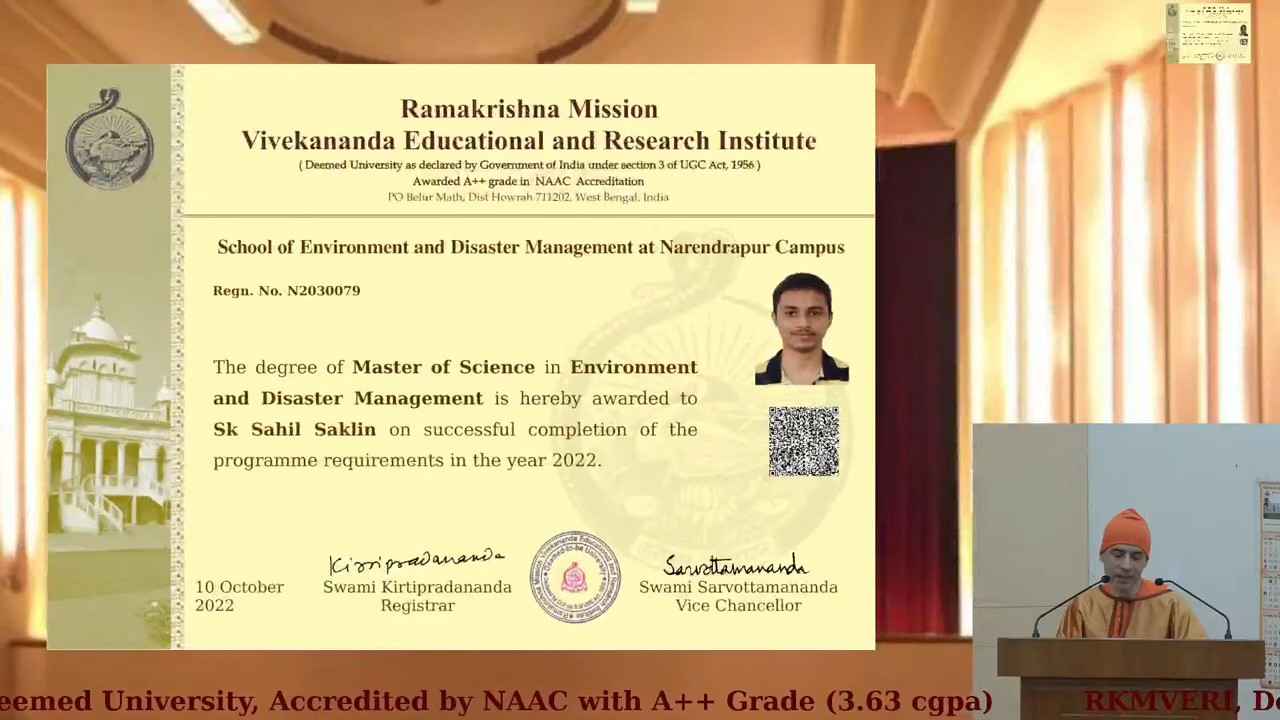 Ramakrishna Mission
Vivekananda Educational and Research Institute
( Deemed University as declared by Government of India under section 3 of UGC Act, 1956 )
Awarded A++ grade in NAAC Accreditation
PO Belur Math, Dist Howrah 711202, West Bengal, India
School of Environment and Disaster Management at Narendrapur Campus
Regn. No. N2030079
The degree of Master of Science in Environment
and Disaster Management is hereby awarded to
Sk Sahil Saklin on successful completion of the
programme requirements in the year 2022.
Kirtipradananda
Sarvottamananda
10 October
2022
Swami Kirtipradananda
Registrar
Swami Sarvottamananda
Vice Chancellor
eemed University, Accredited by NAAC with A++ Grade (3.63 cgpa)
RKMVERI, De